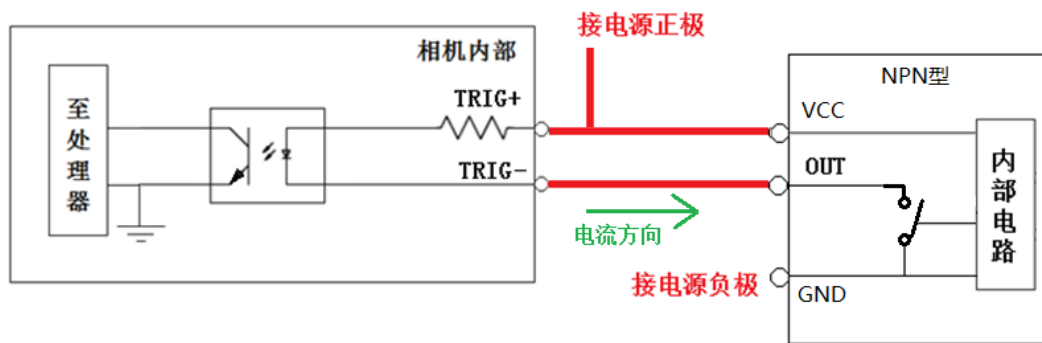 接电源正极
相机内部
NPN型
至处理器
TRIG+
VCC
TRIG-
OUT
内部电路
电流方向
接电源负极
GND